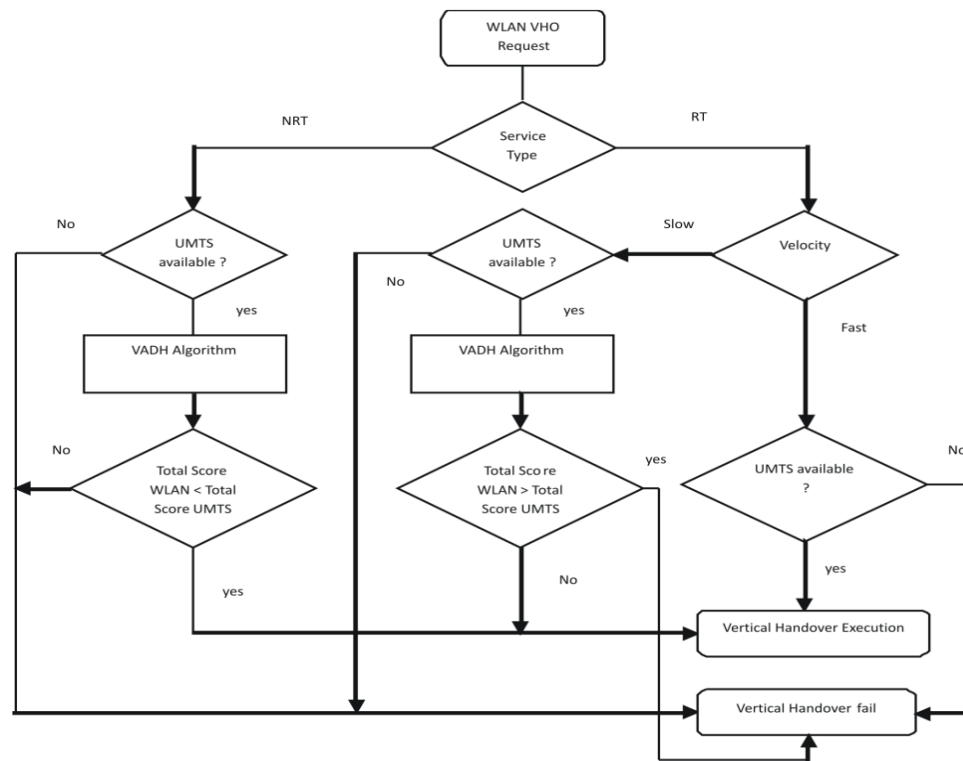 WLAN VHO
Request
NRT
RT
Service
Type
No
Slow
UMTS
available ?
UMTS
available ?
Velocity
No
yes
yes
Fast
VADH Algorithm
VADH Algorithm
No
Total Score
WLAN < Total
Score UMTS
Total Score
WLAN > Total
Score UMTS
yes
UMTS available
?
No
yes
No
yes
Vertical Handover Execution
Vertical Handover fail